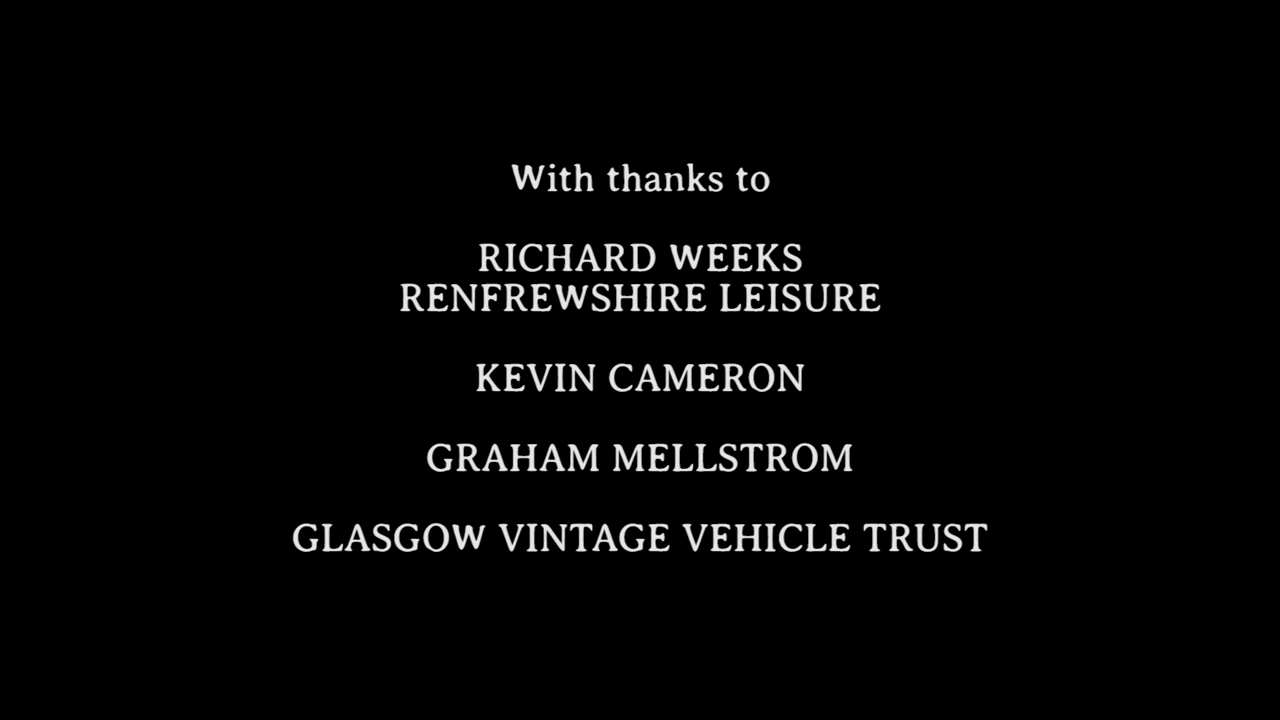 With thanks to
RICHARD WEEKS
RENFREWSHIRE LEISURE
KEVIN CAMERON
GRAHAM MELLSTROM
GLASGOW VINTAGE VEHICLE TRUST